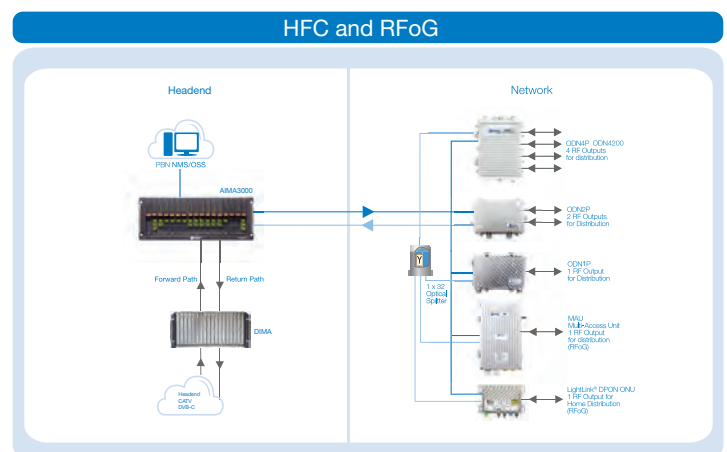 HFC and RFoG
Headend
PBN NMS/OSS
AIMA3000
Forward Path
Return Path
DIMA
Headend
CATV
DVB-C
Network
ODN4P ODN4200
4 RF Outputs
for distribution
ODN2P
2 RF Outputs
for Distribution
1 x 32
Optical
Splitter
ODN1P
1 RF Output
for Distribution
MAU
Multi-Access Unit
1 RF Output
for distribution
(RFoG)
LightLink® DPON ONU
1 RF Output for
Home Distribution
(RFoG)